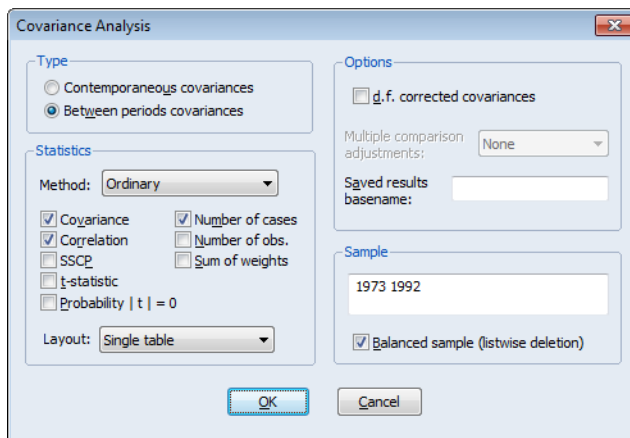 Covariance Analysis
Type
Contemporaneous covariances
Between periods covariances
Statistics
Method: Ordinary
Covariance
Number of cases
Correlation
Number of obs.
SSCP
Sum of weights
t-statistic
Probability | t | = 0
Layout: Single table
Options
d.f. corrected covariances
Multiple comparison
adjustments:
None
Saved results
basename:
Sample
1973 1992
Balanced sample (listwise deletion)
OK
Cancel